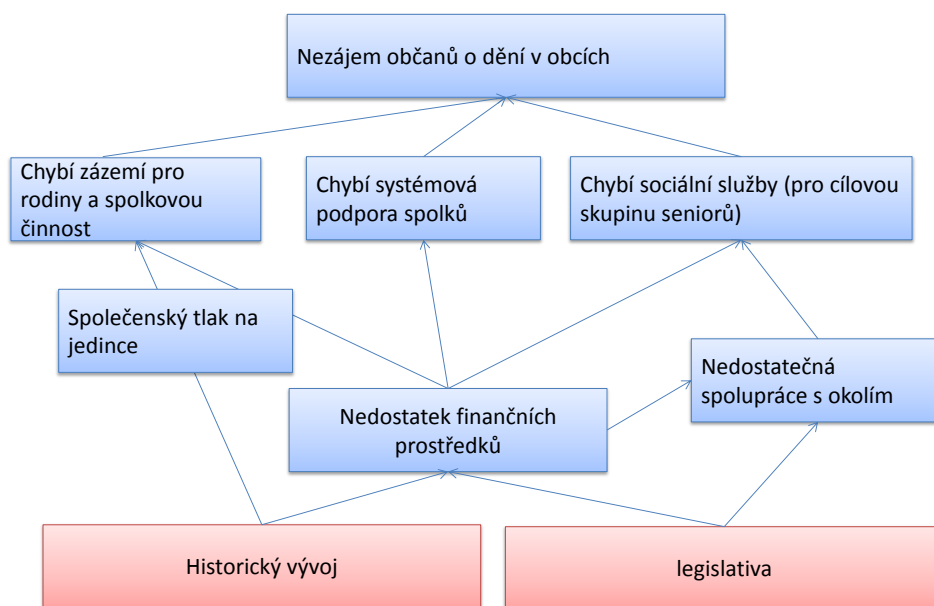 Nezájem občanů o dění v obcích
Chybí zázemí pro
rodiny a spolkovou
činnost
Chybí systémová
podpora spolků
Chybí sociální služby (pro cílovou
skupinu seniorů)
Společenský tlak na
jedince
Nedostatečná
spolupráce s okolím
Nedostatek finančních
prostředků
Historický vývoj
legislativa